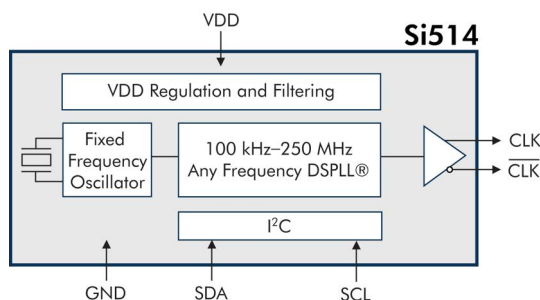 VDD
Si514
VDD Regulation and Filtering
Fixed
Frequency
Oscillator
100 kHz–250 MHz
Any Frequency DSPLL®
CLK
C̅L̅K̅
I²C
GND
SDA
SCL